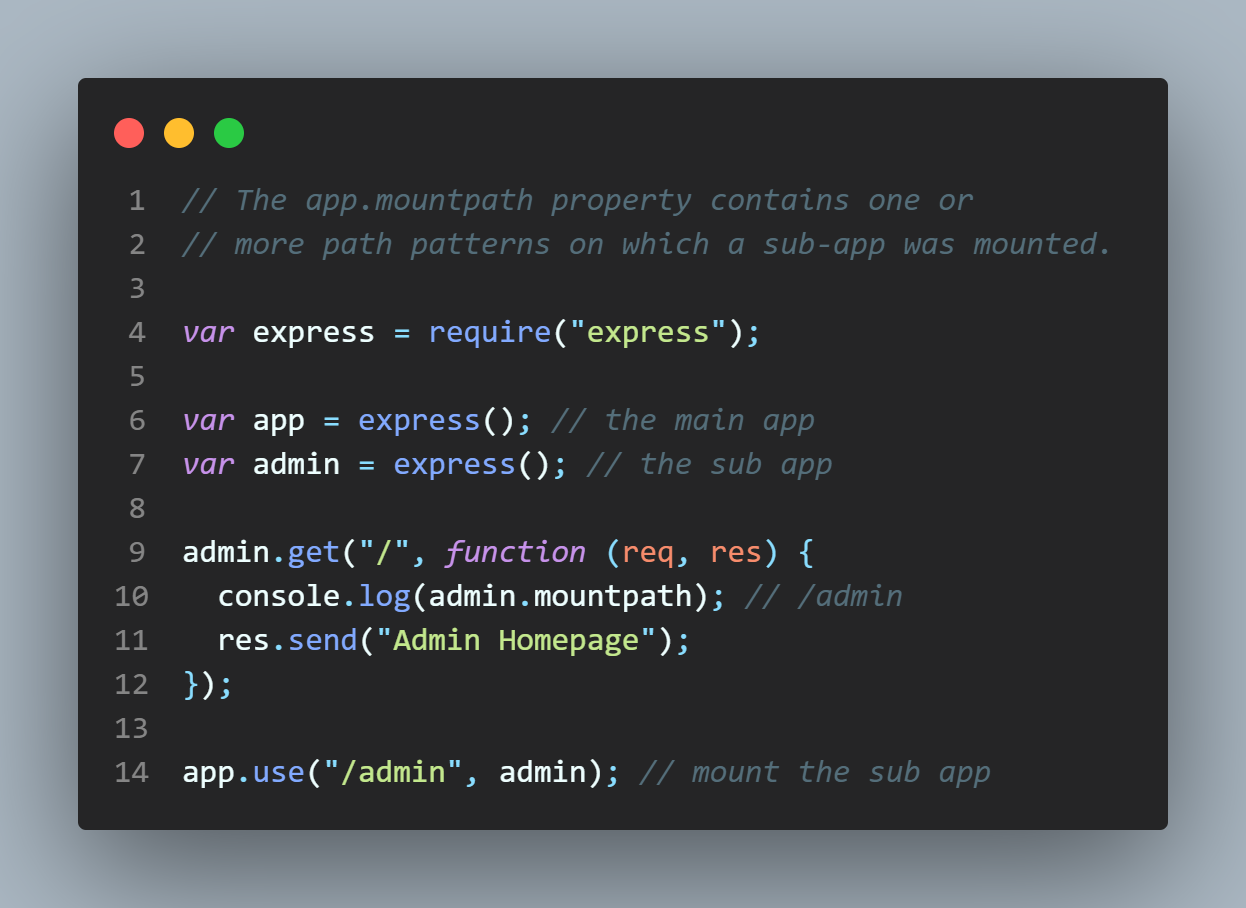 1 // The app.mountpath property contains one or
2 // more path patterns on which a sub-app was mounted.
3
4 var express = require("express");
5
6 var app = express(); // the main app
7 var admin = express(); // the sub app
8
9 admin.get("/", function (req, res) {
10   console.log(admin.mountpath); // /admin
11   res.send("Admin Homepage");
12 });
13
14 app.use("/admin", admin); // mount the sub app